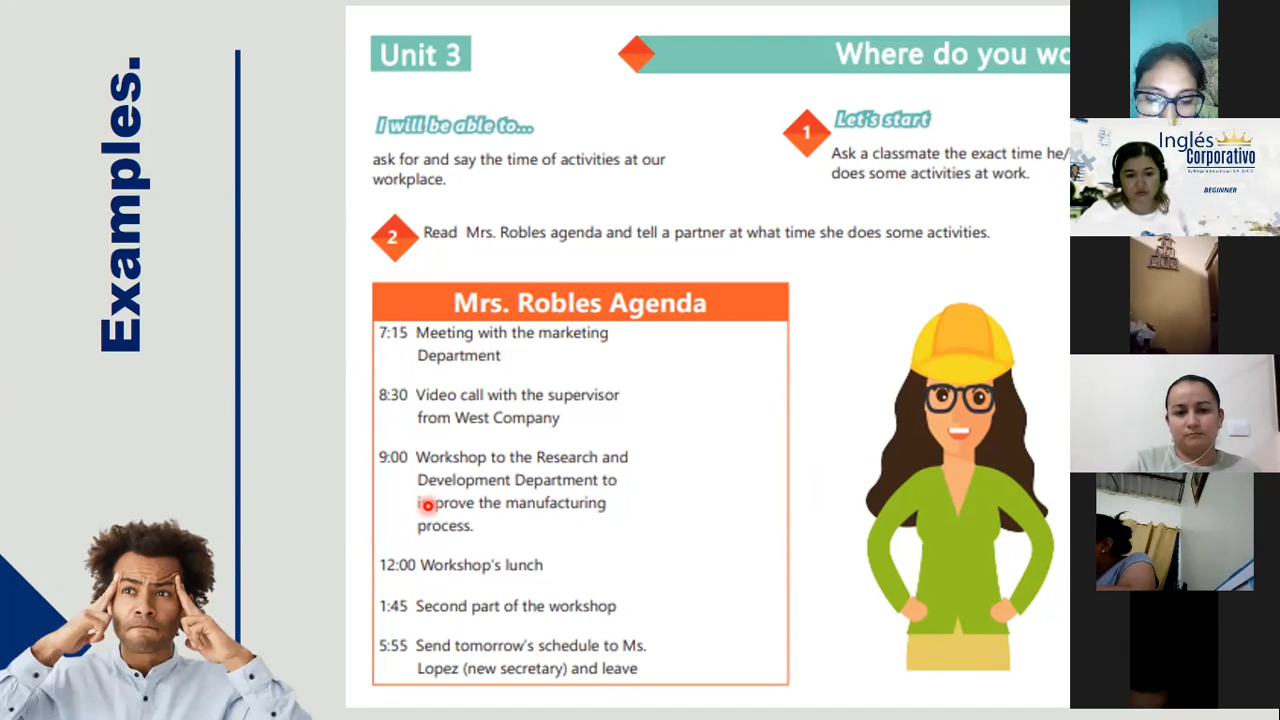 Examples.
Unit 3
Where do you wo
I will be able to...
ask for and say the time of activities at our
workplace.
1
Let's start
Ask a classmate the exact time he/
does some activities at work.
2
Read Mrs. Robles agenda and tell a partner at what time she does some activities.
Mrs. Robles Agenda
7:15 Meeting with the marketing
Department
8:30 Video call with the supervisor
from West Company
9:00 Workshop to the Research and
Development Department to
improve the manufacturing
process.
12:00 Workshop's lunch
1:45 Second part of the workshop
5:55 Send tomorrow's schedule to Ms.
Lopez (new secretary) and leave
Inglés
Corporativo
BEGINNER